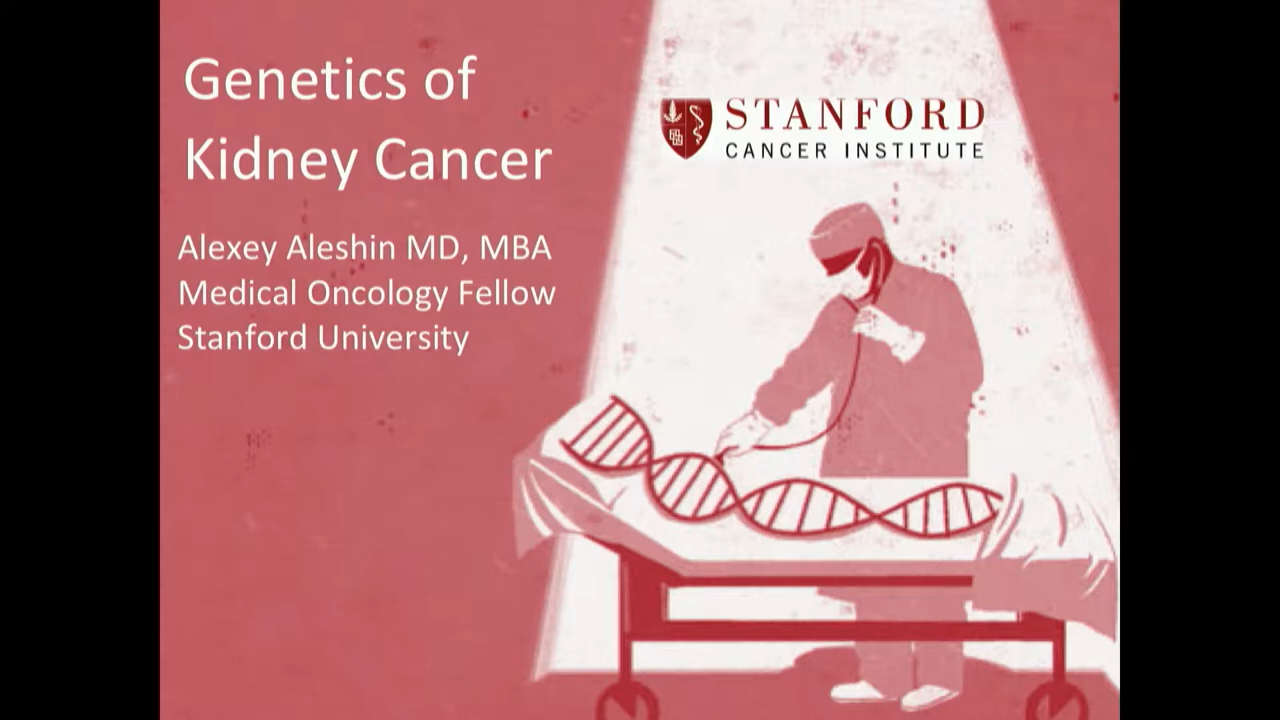 Genetics of
Kidney Cancer
Alexey Aleshin MD, MBA
Medical Oncology Fellow
Stanford University
STANFORD
CANCER INSTITUTE